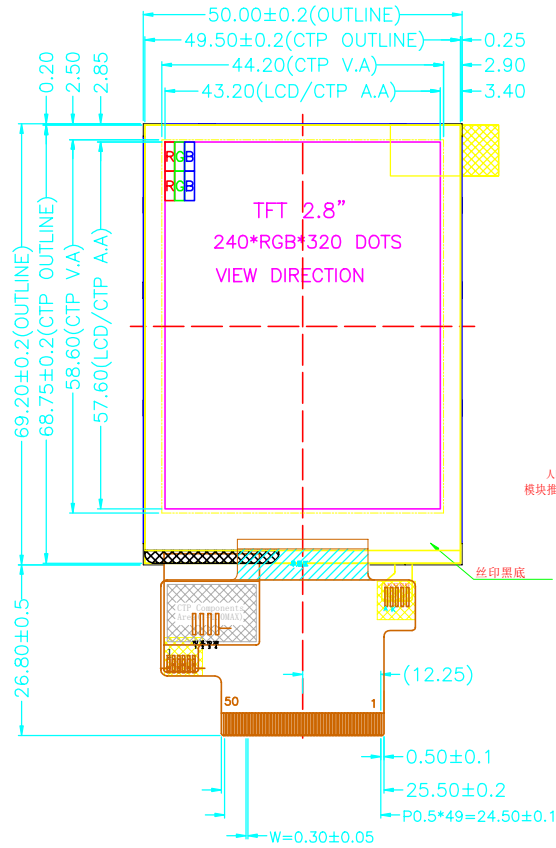 50.00±0.2(OUTLINE)
49.50±0.2(CTP OUTLINE)
0.25
44.20(CTP V.A)
2.90
43.20(LCD/CTP A.A)
3.40
0.20
2.50
2.85
RGB
RGB
TFT 2.8”
240*RGB*320 DOTS
VIEW DIRECTION
69.20±0.2(OUTLINE)
68.75±0.2(CTP OUTLINE)
58.60(CTP V.A)
57.60(LCD/CTP A.A)
人
模块推
丝印黑底
CTP Components
26.80±0.5
(12.25)
50
1
0.50±0.1
25.50±0.2
P0.5*49=24.50±0.1
W=0.30±0.05